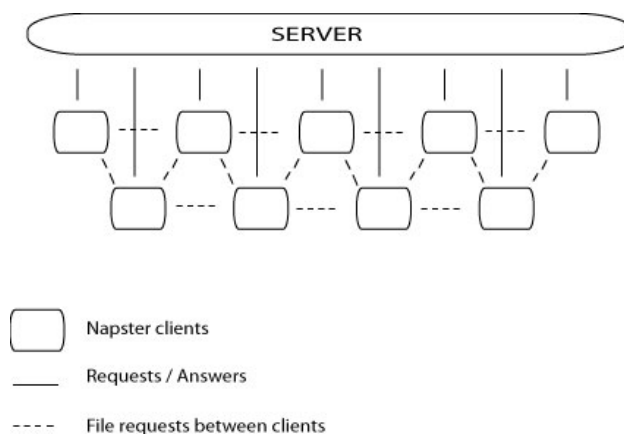 SERVER
Napster clients
Requests / Answers
File requests between clients